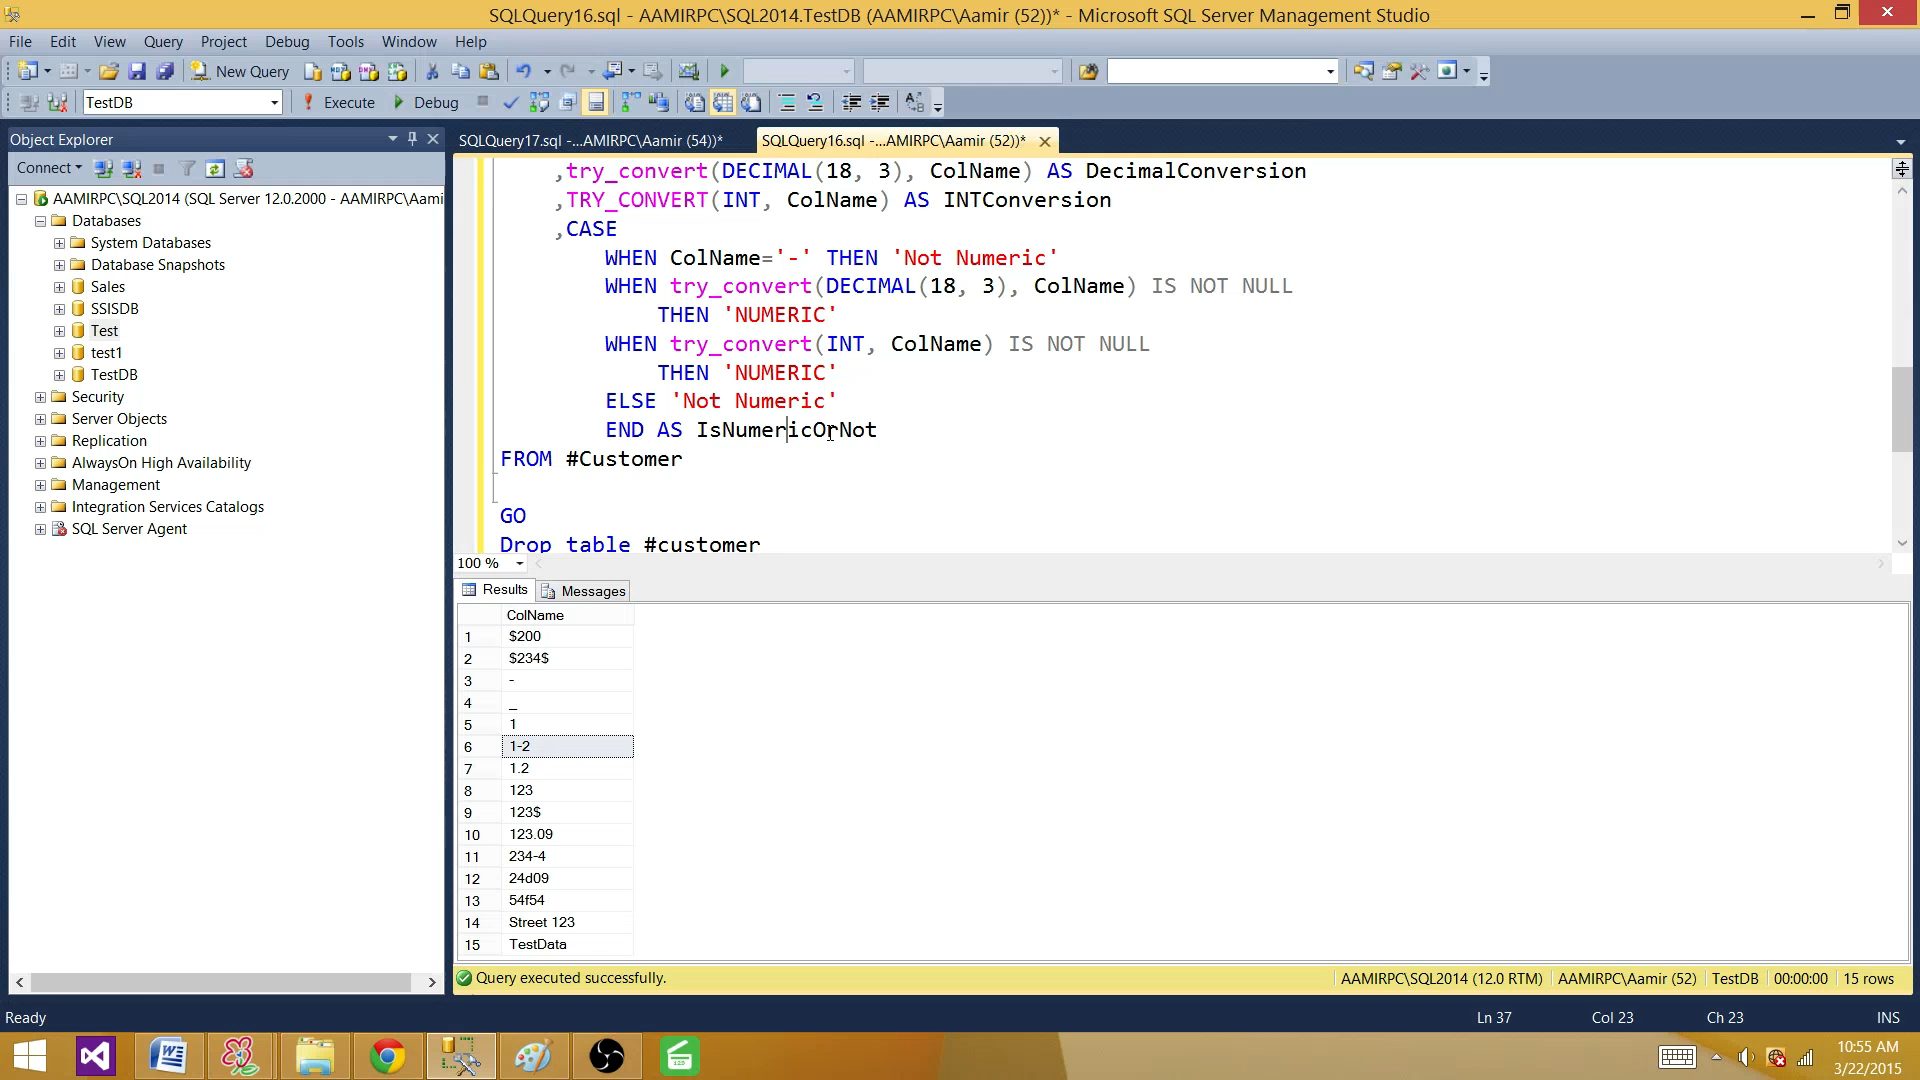 SQLQuery16.sql - AAMIRPC\SQL2014.TestDB (AAMIRPC\Aamir (52))* - Microsoft SQL Server Management Studio
File Edit View Query Project Debug Tools Window Help
New Query
TestDB Execute Debug
Object Explorer
SQLQuery17.sql -...AMIRPC\Aamir (54))* SQLQuery16.sql -...AMIRPC\Aamir (52))*
Connect
AAMIRPC\SQL2014 (SQL Server 12.0.2000 - AAMIRPC\Aami
Databases
System Databases
Database Snapshots
Sales
SSISDB
Test
test1
TestDB
Security
Server Objects
Replication
AlwaysOn High Availability
Management
Integration Services Catalogs
SQL Server Agent
,try_convert(DECIMAL(18, 3), ColName) AS DecimalConversion
,TRY_CONVERT(INT, ColName) AS INTConversion
,CASE
WHEN ColName='-' THEN 'Not Numeric'
WHEN try_convert(DECIMAL(18, 3), ColName) IS NOT NULL
THEN 'NUMERIC'
WHEN try_convert(INT, ColName) IS NOT NULL
THEN 'NUMERIC'
ELSE 'Not Numeric'
END AS IsNumericOrNot
FROM #Customer
GO
Drop table #customer
100 %
Results Messages
ColName
1 $200
2 $234$
3 -
4 _
5 1
6 1-2
7 1.2
8 123
9 123$
10 123.09
11 234-4
12 24d09
13 54f54
14 Street 123
15 TestData
Query executed successfully. AAMIRPC\SQL2014 (12.0 RTM) AAMIRPC\Aamir (52) TestDB 00:00:00 15 rows
Ready Ln 37 Col 23 Ch 23 INS
10:55 AM
3/22/2015